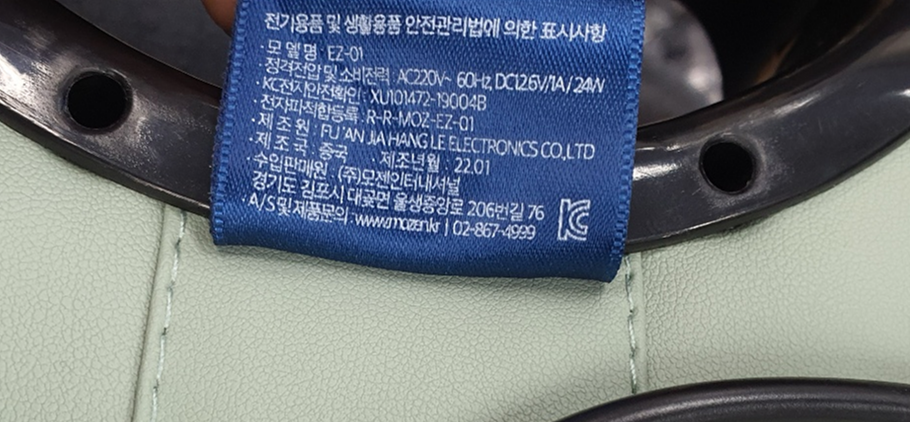 전기용품 및 생활용품 안전관리법에 의한 표시사항
·모 델 명 EZ-01
·정격전압 및 소비전력 AC220V~ 60Hz, DC12.6V/1A / 24W
·KC전지안전확인 : XU101472-19004B
·전자파적합등록 : R-R-MOZ-EZ-01
·제 조 원 : FU'AN JIA HANG LE ELECTRONICS CO.,LTD
·제 조 국 : 중국 ·제조년월 : 22.01
·수입판매원 : (주)모젠인터내셔널
경기도 김포시 대곶면 율생중앙로 206번길 76
·A/S 및 제품문의 : www.mozen.kr | 02-867-4999
KC